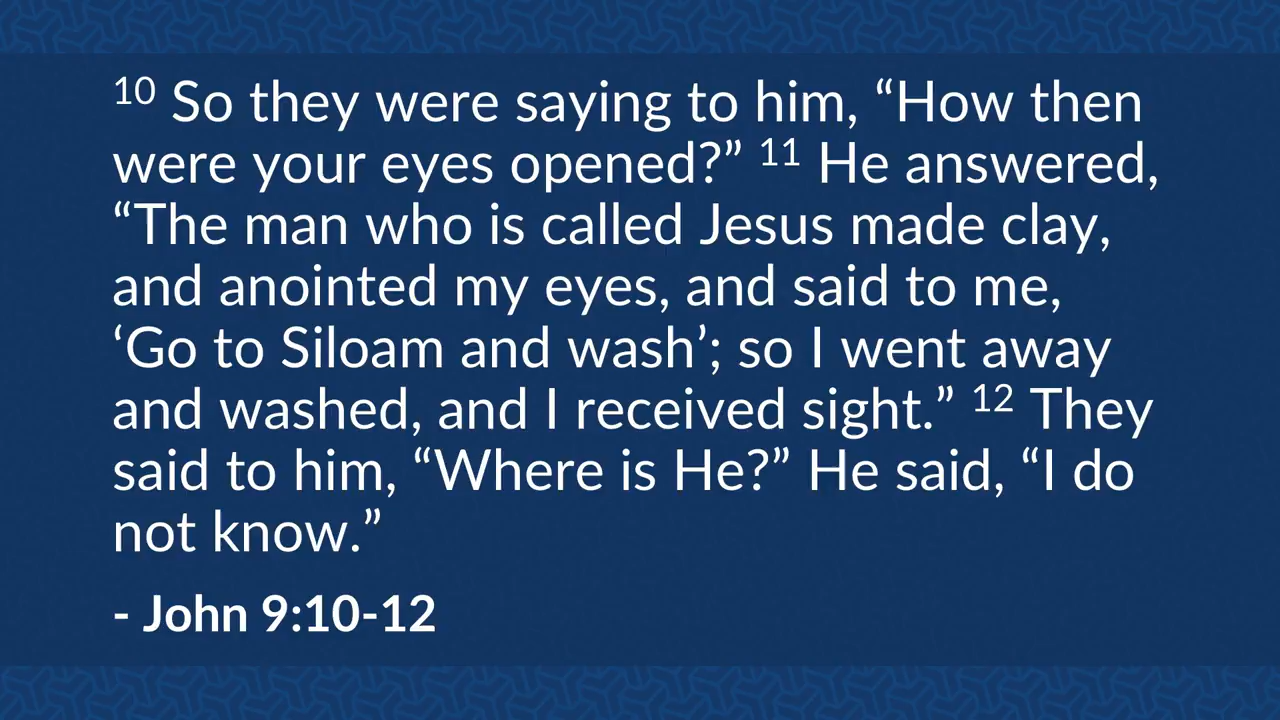 10 So they were saying to him, “How then
were your eyes opened?” 11 He answered,
“The man who is called Jesus made clay,
and anointed my eyes, and said to me,
‘Go to Siloam and wash’; so I went away
and washed, and I received sight.” 12 They
said to him, “Where is He?” He said, “I do
not know.”
- John 9:10-12